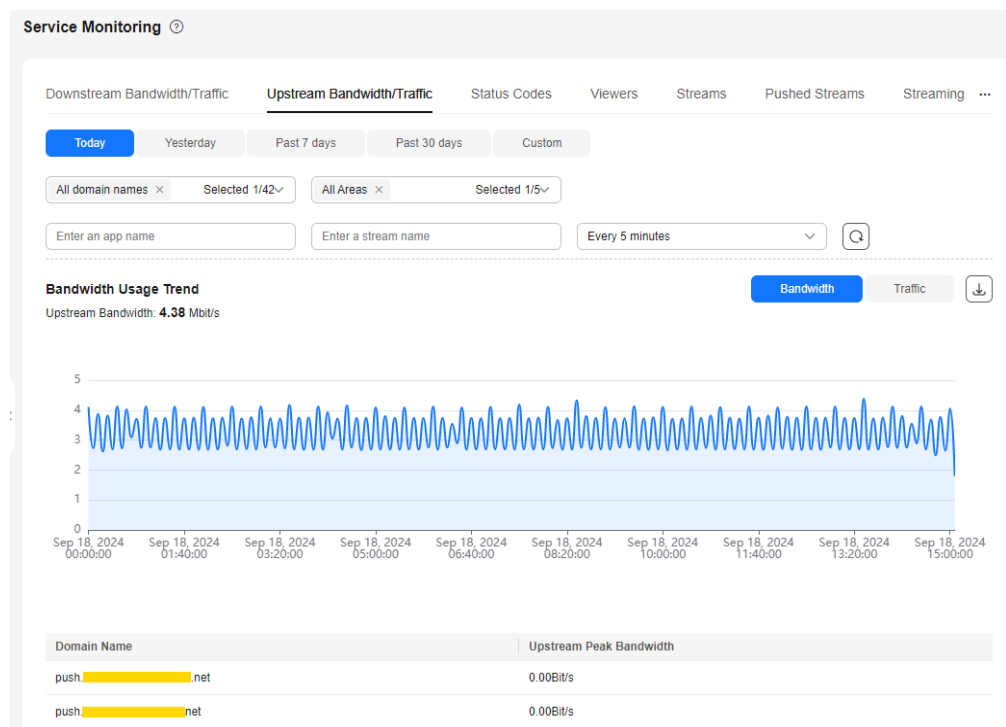 Service Monitoring
Downstream Bandwidth/Traffic Upstream Bandwidth/Traffic Status Codes Viewers Streams Pushed Streams Streaming ...
Today Yesterday Past 7 days Past 30 days Custom
All domain names × Selected 1/42 All Areas × Selected 1/5
Enter an app name Enter a stream name Every 5 minutes
Bandwidth Usage Trend Bandwidth Traffic
Upstream Bandwidth: 4.38 Mbit/s
5
4
3
2
1
0
Sep 18, 2024 Sep 18, 2024 Sep 18, 2024 Sep 18, 2024 Sep 18, 2024 Sep 18, 2024 Sep 18, 2024 Sep 18, 2024 Sep 18, 2024 Sep 18, 2024
00:00:00 01:40:00 03:20:00 05:00:00 06:40:00 08:20:00 10:00:00 11:40:00 13:20:00 15:00:00
Domain Name Upstream Peak Bandwidth
push. .net 0.00Bit/s
push. net 0.00Bit/s